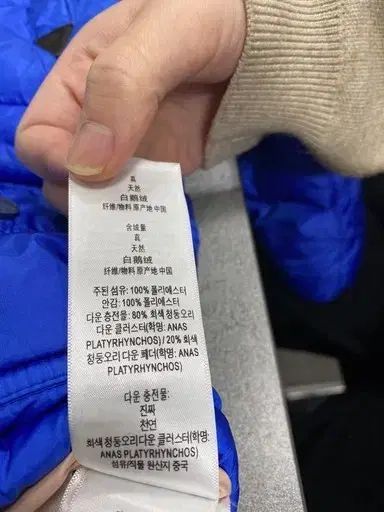 真
天然
白鹅绒
纤维/物料 原产地 中国
含绒量
真
天然
白鹅绒
纤维/物料 原产地 中国
주된 섬유: 100% 폴리에스터
안감: 100% 폴리에스터
다운 충전물: 80% 회색 청둥오리
다운 클러스터(학명: ANAS
PLATYRHYNCHOS) / 20% 회색
청둥오리 다운 페더(학명: ANAS
PLATYRHYNCHOS)
다운 충전물:
진짜
천연
회색 청둥오리다운 클러스터(학명:
ANAS PLATYRHYNCHOS)
섬유/직물 원산지 중국